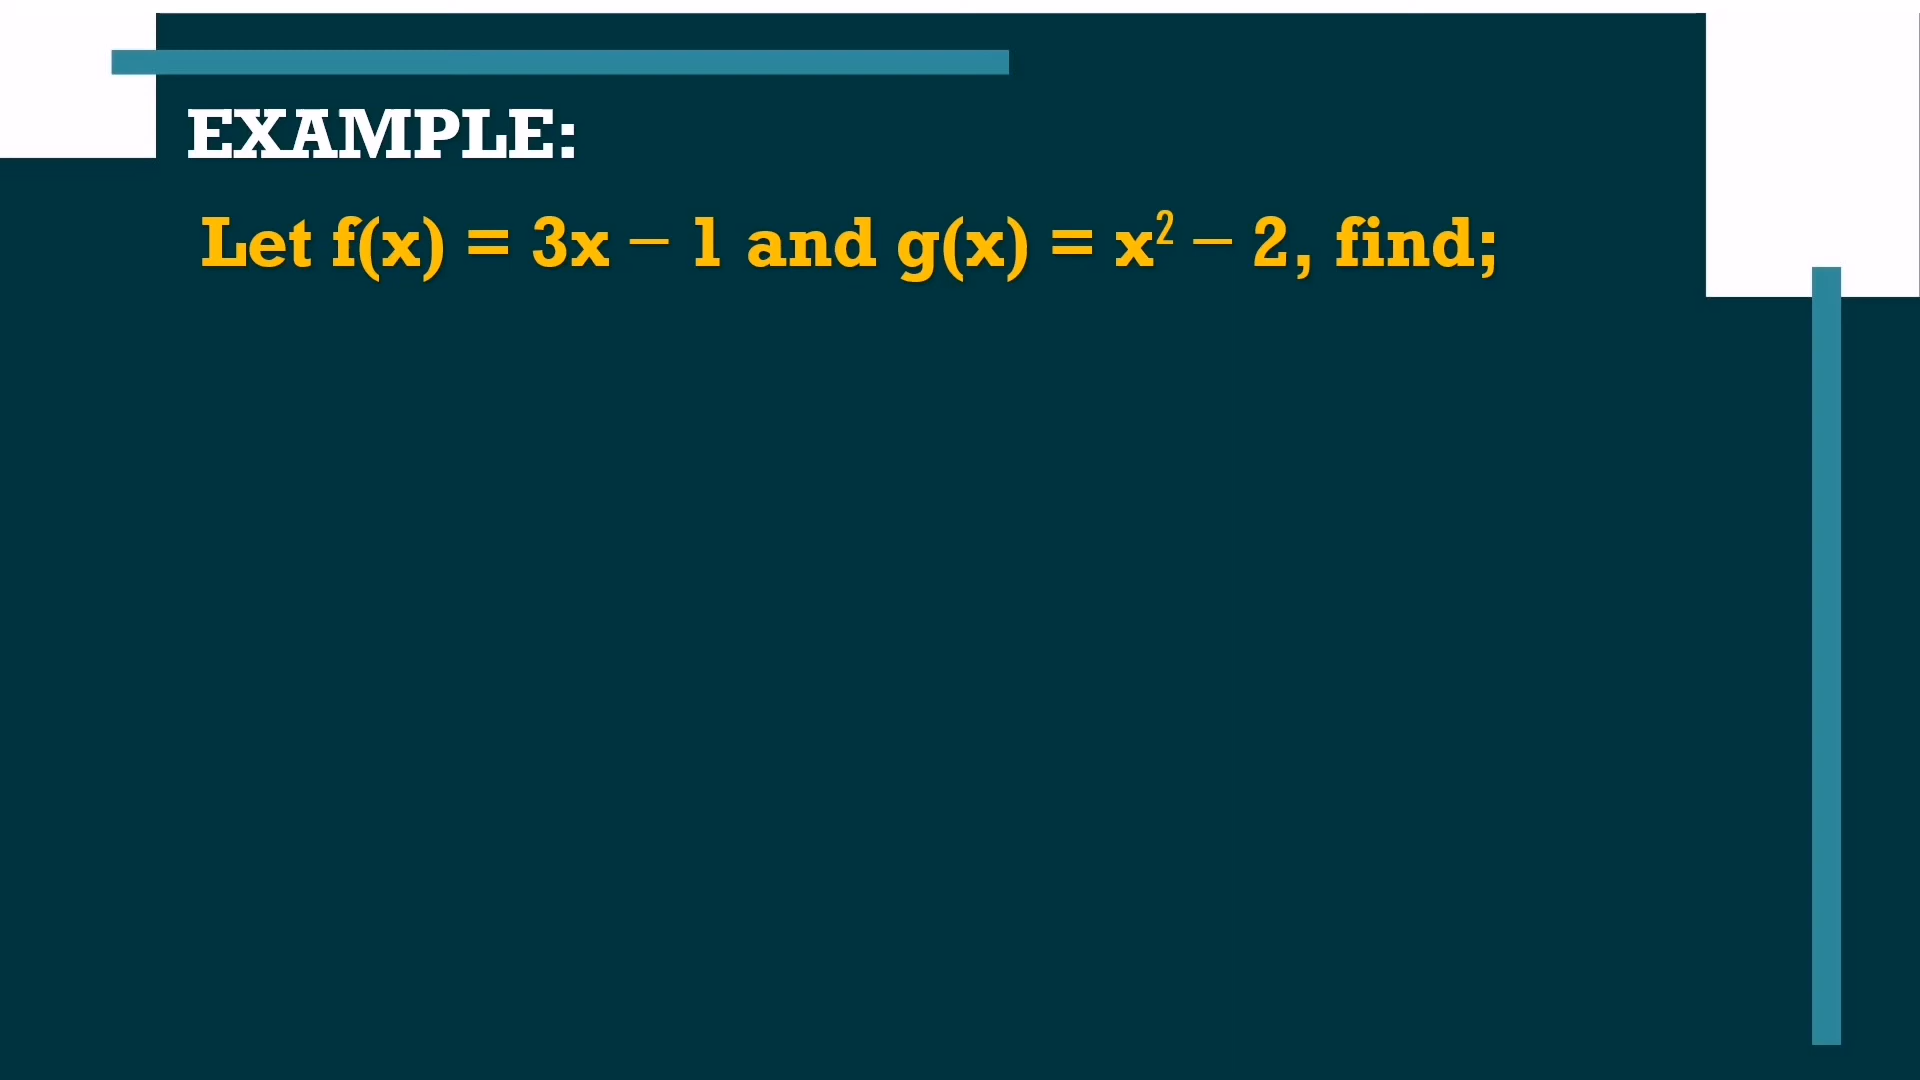 EXAMPLE:
Let f(x) = 3x – 1 and g(x) = x² – 2, find;